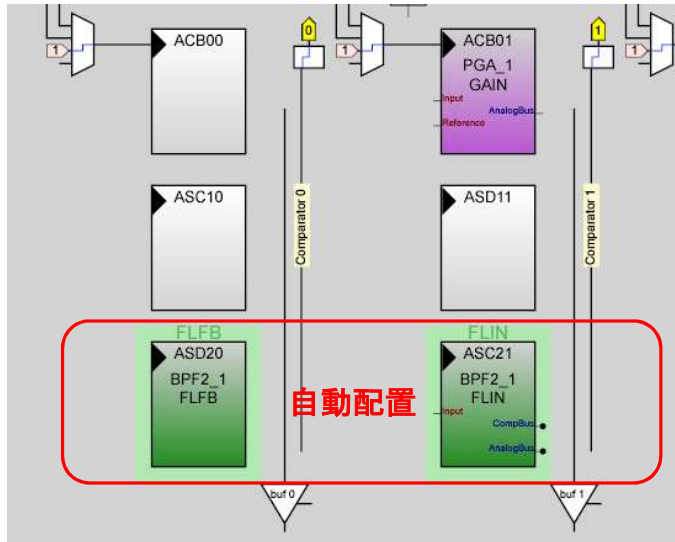 0
1
1
1
1
ACB00
ACB01
PGA_1
GAIN
Input
AnalogBus
Reference
ASC10
Comparator 0
ASD11
Comparator 1
FLFB
ASD20
BPF2_1
FLFB
自動配置
FLIN
ASC21
BPF2_1
FLIN
Input
CompBus
AnalogBus
buf 0
buf 1